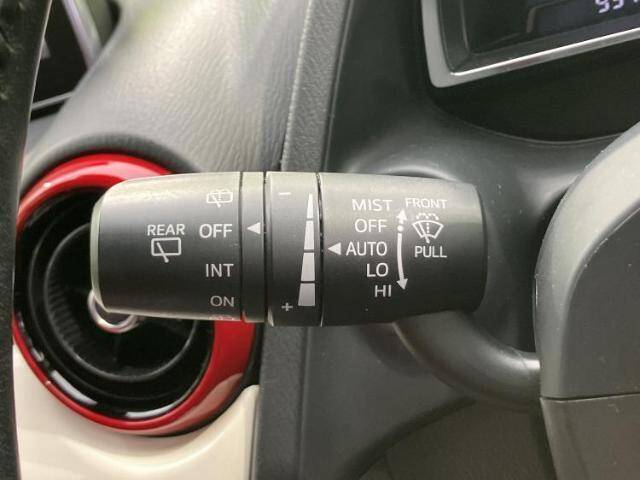 REAR
OFF
INT
ON
−
+
MIST
OFF
AUTO
LO
HI
FRONT
PULL